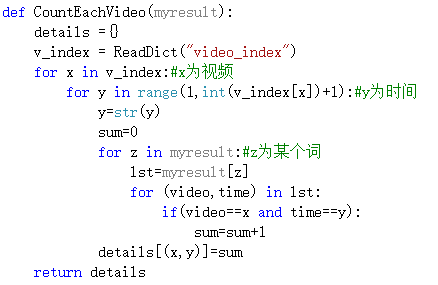 def CountEachVideo(myresult):
    details ={}
    v_index = ReadDict("video_index")
    for x in v_index:#x为视频
        for y in range(1,int(v_index[x])+1):#y为时间
            y=str(y)
            sum=0
            for z in myresult:#z为某个词
                lst=myresult[z]
                for (video,time) in lst:
                    if(video==x and time==y):
                        sum=sum+1
            details[(x,y)]=sum
    return details